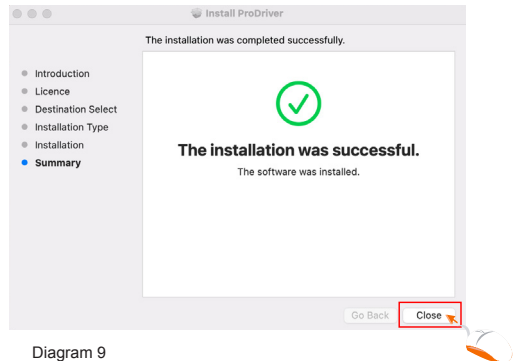 Install ProDriver
The installation was completed successfully.
Introduction
Licence
Destination Select
Installation Type
Installation
Summary
The installation was successful.
The software was installed.
Go Back
Close
Diagram 9